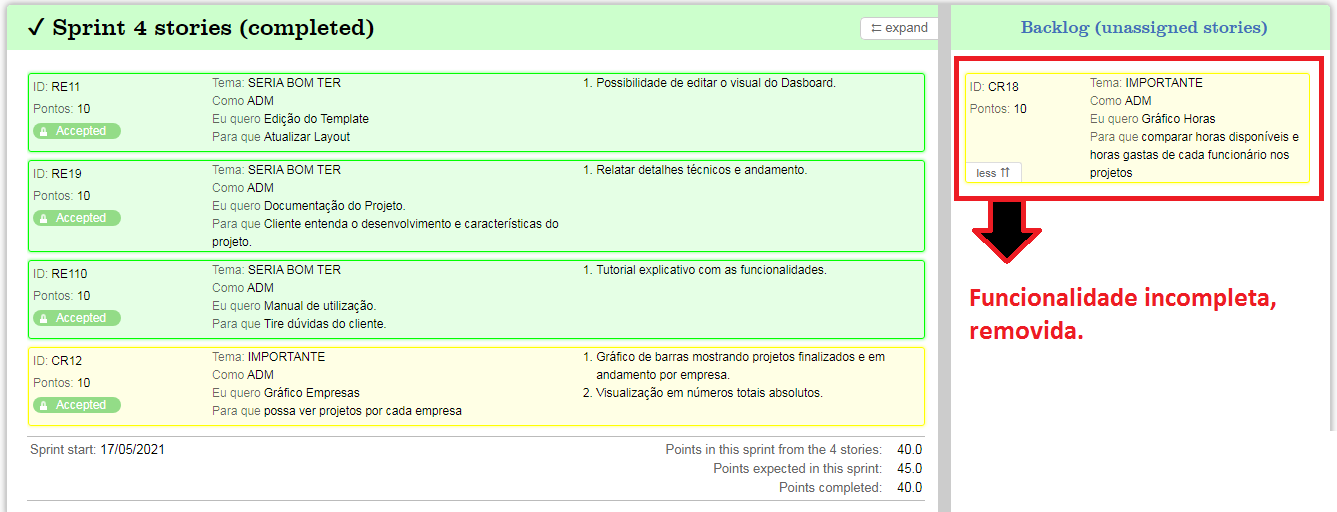 ✓ Sprint 4 stories (completed)
expand
ID: RE11
Pontos: 10
Accepted
Tema: SERIA BOM TER
Como ADM
Eu quero Edição do Template
Para que Atualizar Layout
1. Possibilidade de editar o visual do Dasboard.
ID: RE19
Pontos: 10
Accepted
Tema: SERIA BOM TER
Como ADM
Eu quero Documentação do Projeto.
Para que Cliente entenda o desenvolvimento e características do
projeto.
1. Relatar detalhes técnicos e andamento.
ID: RE110
Pontos: 10
Accepted
Tema: SERIA BOM TER
Como ADM
Eu quero Manual de utilização.
Para que Tire dúvidas do cliente.
1. Tutorial explicativo com as funcionalidades.
ID: CR12
Pontos: 10
Accepted
Tema: IMPORTANTE
Como ADM
Eu quero Gráfico Empresas
Para que possa ver projetos por cada empresa
1. Gráfico de barras mostrando projetos finalizados e em
andamento por empresa.
2. Visualização em números totais absolutos.
Sprint start: 17/05/2021
Points in this sprint from the 4 stories: 40.0
Points expected in this sprint: 45.0
Points completed: 40.0
Backlog (unassigned stories)
ID: CR18
Pontos: 10
less
Tema: IMPORTANTE
Como ADM
Eu quero Gráfico Horas
Para que comparar horas disponíveis e
horas gastas de cada funcionário nos
projetos
Funcionalidade incompleta,
removida.